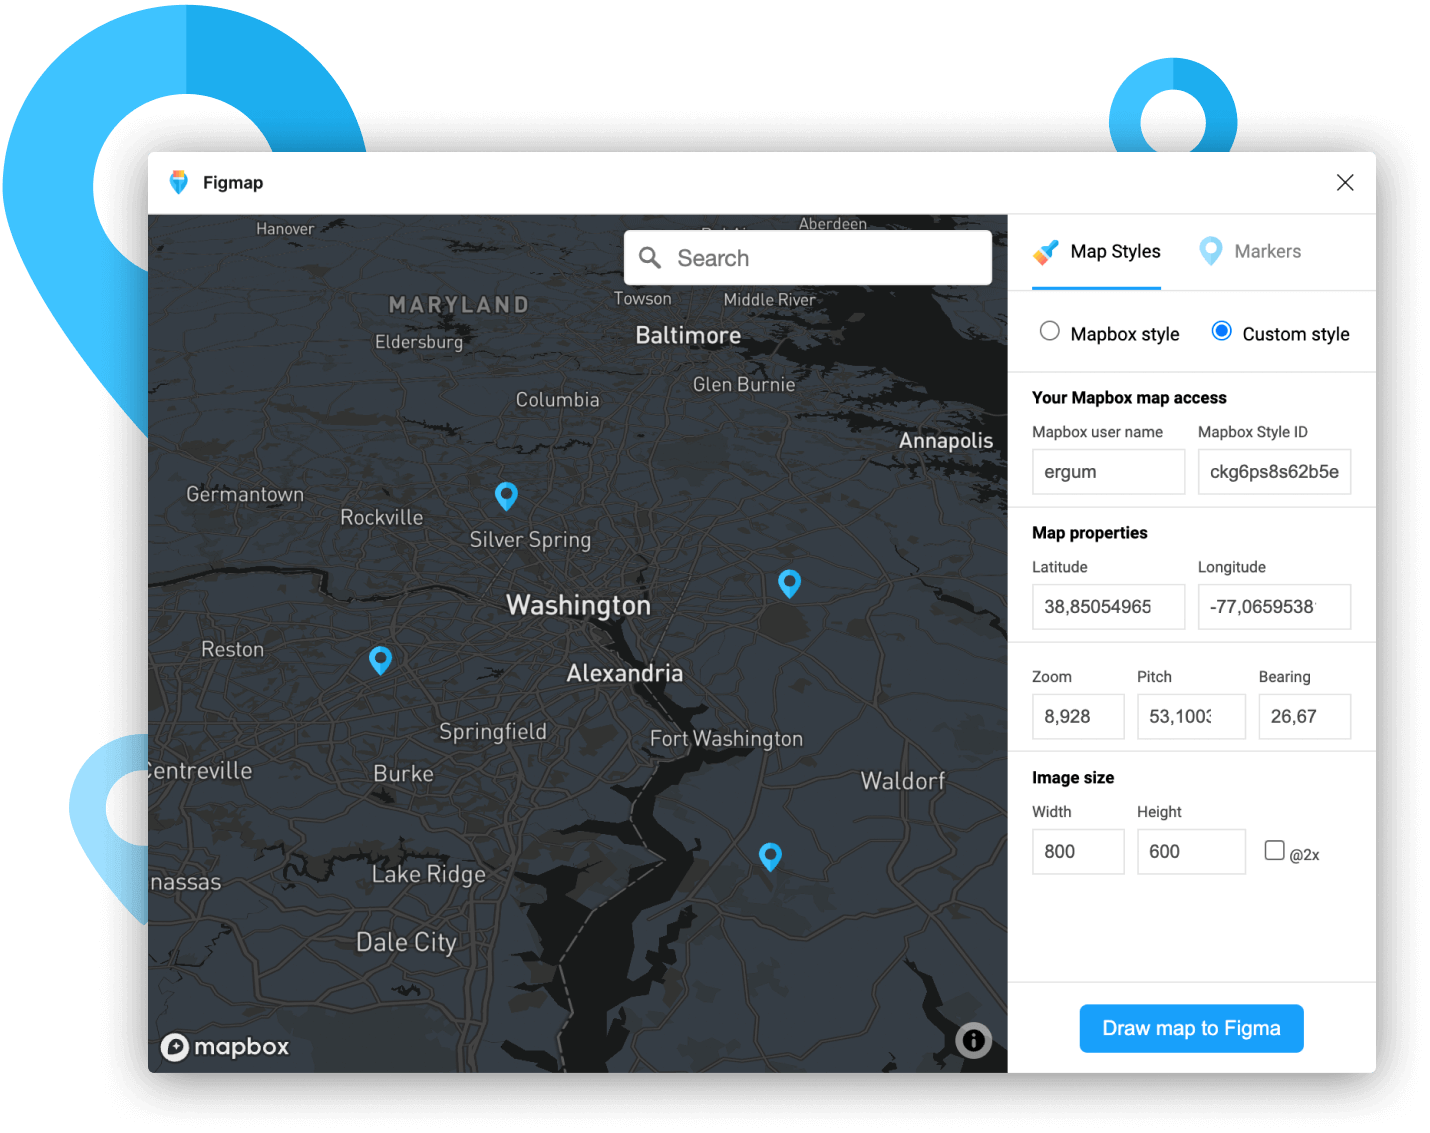 Figmap
Hanover
Aberdeen
Search
MARYLAND
Towson
Middle River
Baltimore
Eldersburg
Glen Burnie
Columbia
Annapolis
Germantown
Rockville
Silver Spring
Washington
Reston
Alexandria
Springfield
Fort Washington
Centreville
Burke
Waldorf
Lake Ridge
nassas
Dale City
mapbox
Map Styles
Markers
Mapbox style
Custom style
Your Mapbox map access
Mapbox user name
Mapbox Style ID
ergum
ckg6ps8s62b5e
Map properties
Latitude
Longitude
38,85054965
-77,0659538
Zoom
Pitch
Bearing
8,928
53,1003
26,67
Image size
Width
Height
800
600
@2x
Draw map to Figma